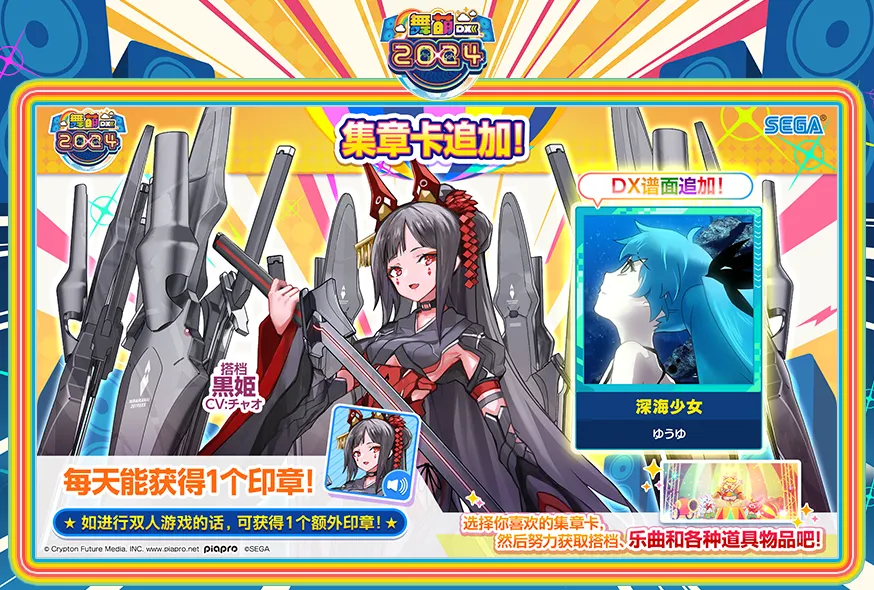 舞萌DX
2024
舞萌DX
2024
集章卡追加!
SEGA®
DX谱面追加!
搭档
黒姫
CV:チャオ
深海少女
ゆうゆ
每天能获得1个印章!
★ 如进行双人游戏的话，可获得1个额外印章! ★
选择你喜欢的集章卡,
然后努力获取搭档、乐曲和各种道具物品吧!
© Crypton Future Media, INC. www.piapro.net piapro ©SEGA